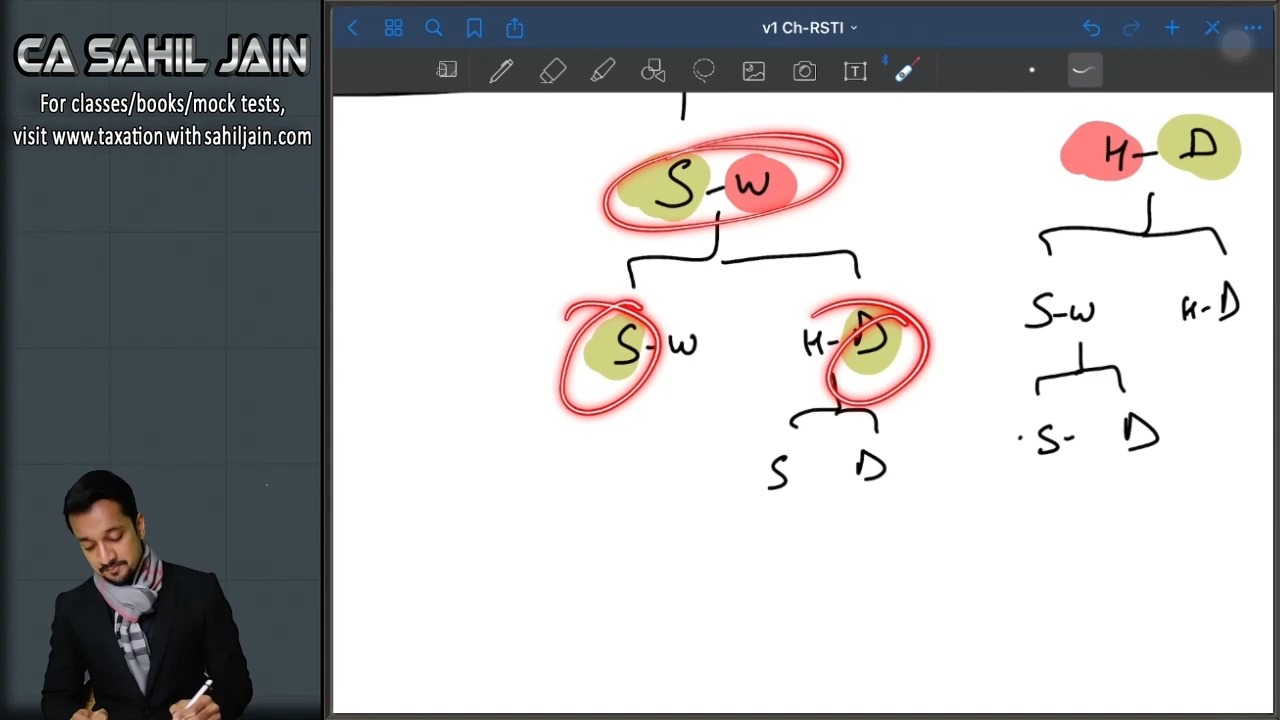 CA SAHIL JAIN
For classes/books/mock tests,
visit www.taxation with sahiljain.com
v1 Ch-RSTI
T
S-W
H-D
S-W
H-D
S-W
H-D
S
D
S-
D